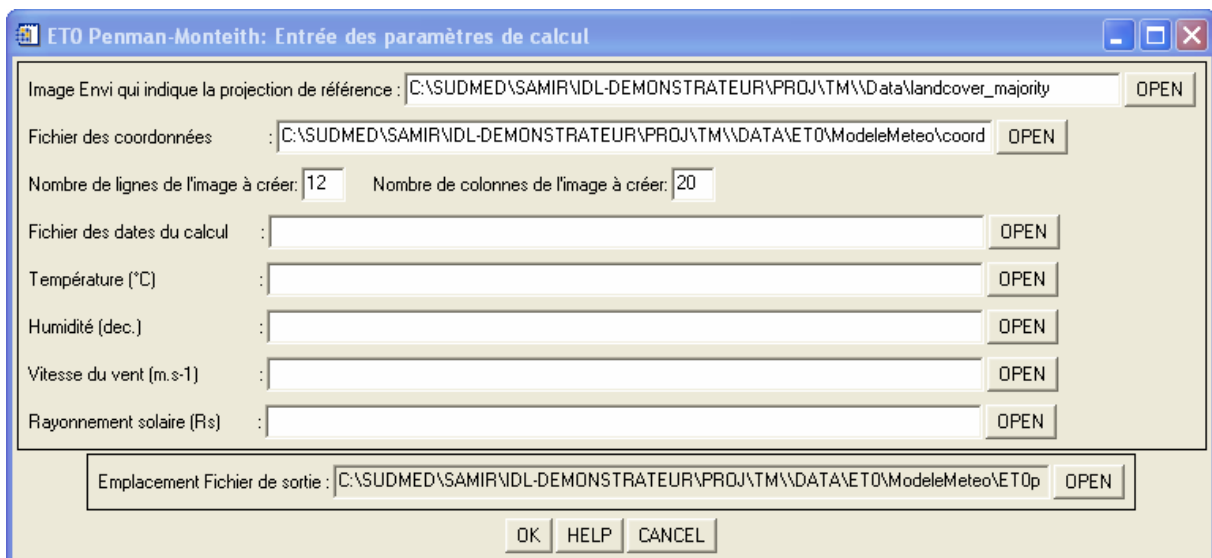 ET0 Penman-Monteith: Entrée des paramètres de calcul
Image Envi qui indique la projection de référence : C:\SUDMED\SAMIR\IDL-DEMONSTRATEUR\PROJ\TM\\Data\landcover_majority OPEN
Fichier des coordonnées : C:\SUDMED\SAMIR\IDL-DEMONSTRATEUR\PROJ\TM\\DATA\ET0\ModeleMeteo\coord OPEN
Nombre de lignes de l'image à créer: 12 Nombre de colonnes de l'image à créer: 20
Fichier des dates du calcul : OPEN
Température (°C) : OPEN
Humidité (dec.) : OPEN
Vitesse du vent (m.s-1) : OPEN
Rayonnement solaire (Rs) : OPEN
Emplacement Fichier de sortie : C:\SUDMED\SAMIR\IDL-DEMONSTRATEUR\PROJ\TM\\DATA\ET0\ModeleMeteo\ET0p OPEN
OK HELP CANCEL